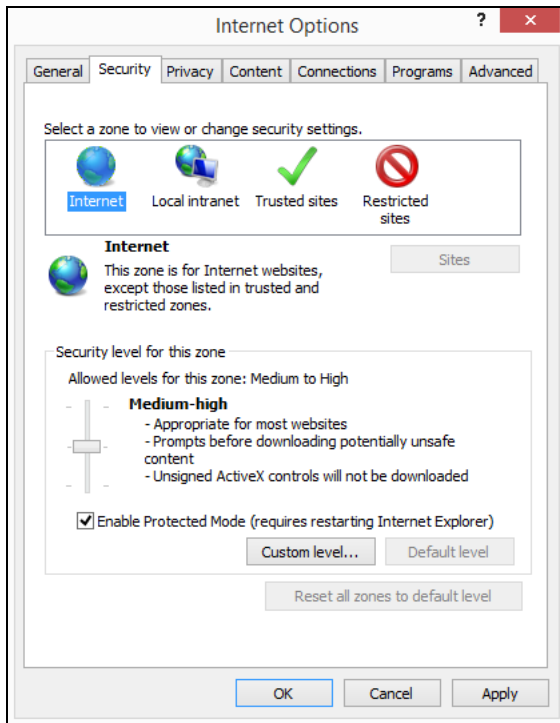 Internet Options
?
General Security Privacy Content Connections Programs Advanced
Select a zone to view or change security settings.
Internet Local intranet Trusted sites Restricted
sites
Internet
Sites
This zone is for Internet websites,
except those listed in trusted and
restricted zones.
Security level for this zone
Allowed levels for this zone: Medium to High
Medium-high
- Appropriate for most websites
- Prompts before downloading potentially unsafe
content
- Unsigned ActiveX controls will not be downloaded
Enable Protected Mode (requires restarting Internet Explorer)
Custom level... Default level
Reset all zones to default level
OK Cancel Apply